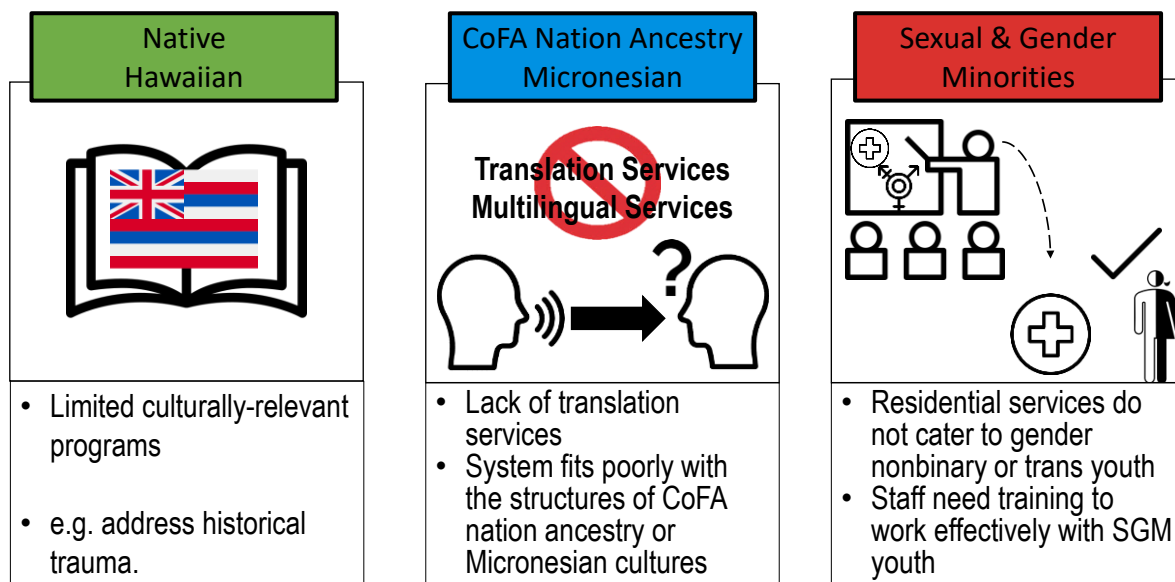 Native
Hawaiian
• Limited culturally-relevant
programs
• e.g. address historical
trauma.
CoFA Nation Ancestry
Micronesian
Translation Services
Multilingual Services
?
• Lack of translation
services
• System fits poorly with
the structures of CoFA
nation ancestry or
Micronesian cultures
Sexual & Gender
Minorities
• Residential services do
not cater to gender
nonbinary or trans youth
• Staff need training to
work effectively with SGM
youth